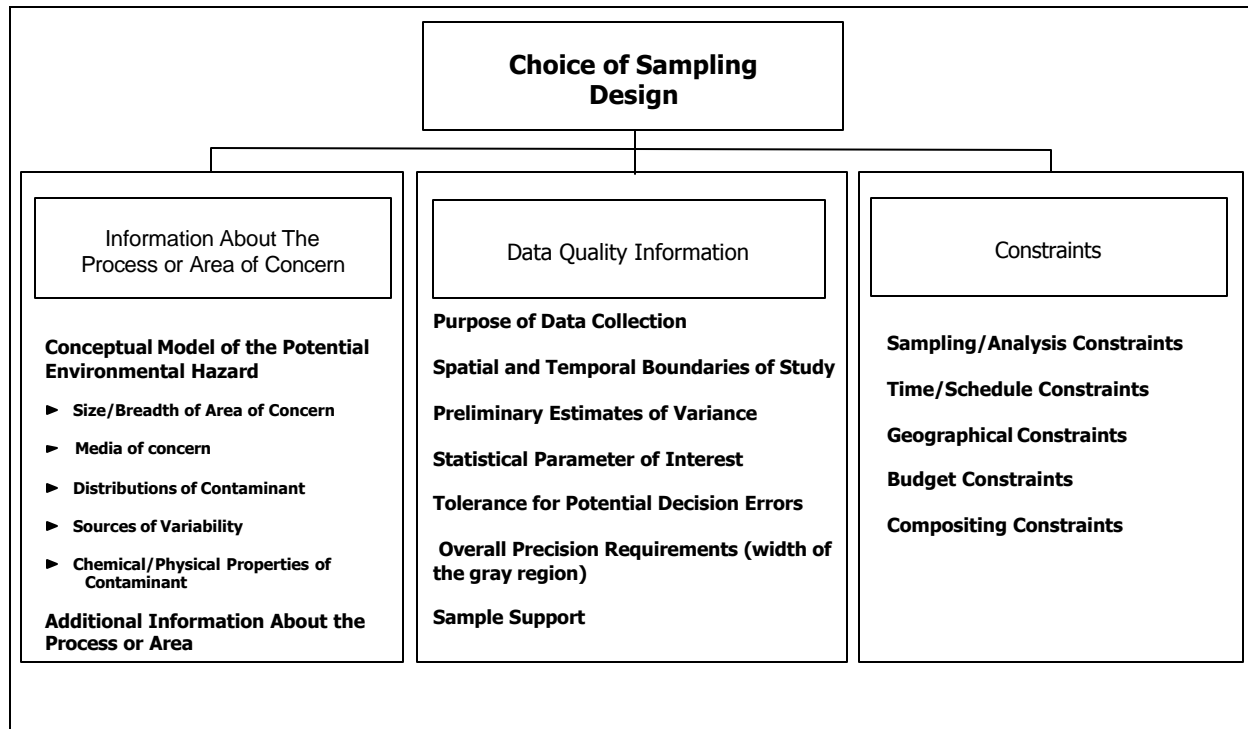 Choice of Sampling
Design
Information About The
Process or Area of Concern
Conceptual Model of the Potential
Environmental Hazard
► Size/Breadth of Area of Concern
► Media of concern
► Distributions of Contaminant
► Sources of Variability
► Chemical/Physical Properties of
Contaminant
Additional Information About the
Process or Area
Data Quality Information
Purpose of Data Collection
Spatial and Temporal Boundaries of Study
Preliminary Estimates of Variance
Statistical Parameter of Interest
Tolerance for Potential Decision Errors
Overall Precision Requirements (width of
the gray region)
Sample Support
Constraints
Sampling/Analysis Constraints
Time/Schedule Constraints
Geographical Constraints
Budget Constraints
Compositing Constraints